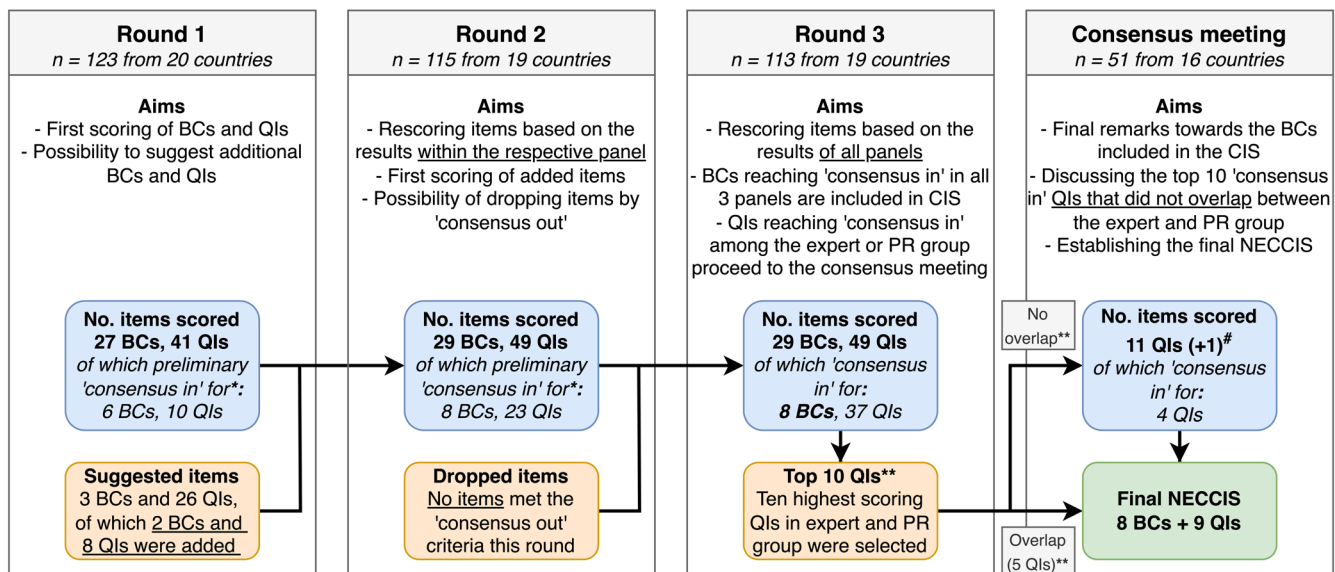 Round 1
n = 123 from 20 countries
Aims
- First scoring of BCs and QIs
- Possibility to suggest additional
BCs and QIs
No. items scored
27 BCs, 41 QIs
of which preliminary
'consensus in' for*:
6 BCs, 10 QIs
Suggested items
3 BCs and 26 QIs,
of which 2 BCs and
8 QIs were added
Round 2
n = 115 from 19 countries
Aims
- Rescoring items based on the
results within the respective panel
- First scoring of added items
- Possibility of dropping items by
'consensus out'
No. items scored
29 BCs, 49 QIs
of which preliminary
'consensus in' for*:
8 BCs, 23 QIs
Dropped items
No items met the
'consensus out'
criteria this round
Round 3
n = 113 from 19 countries
Aims
- Rescoring items based on the
results of all panels
- BCs reaching 'consensus in' in all
3 panels are included in CIS
- QIs reaching 'consensus in'
among the expert or PR group
proceed to the consensus meeting
No. items scored
29 BCs, 49 QIs
of which 'consensus
in' for:
8 BCs, 37 QIs
Top 10 QIs**
Ten highest scoring
QIs in expert and PR
group were selected
Consensus meeting
n = 51 from 16 countries
Aims
- Final remarks towards the BCs
included in the CIS
- Discussing the top 10 'consensus
in' QIs that did not overlap between
the expert and PR group
- Establishing the final NECCIS
No
overlap**
No. items scored
11 QIs (+1)#
of which 'consensus
in' for:
4 QIs
Final NECCIS
8 BCs + 9 QIs
Overlap
(5 QIs)**